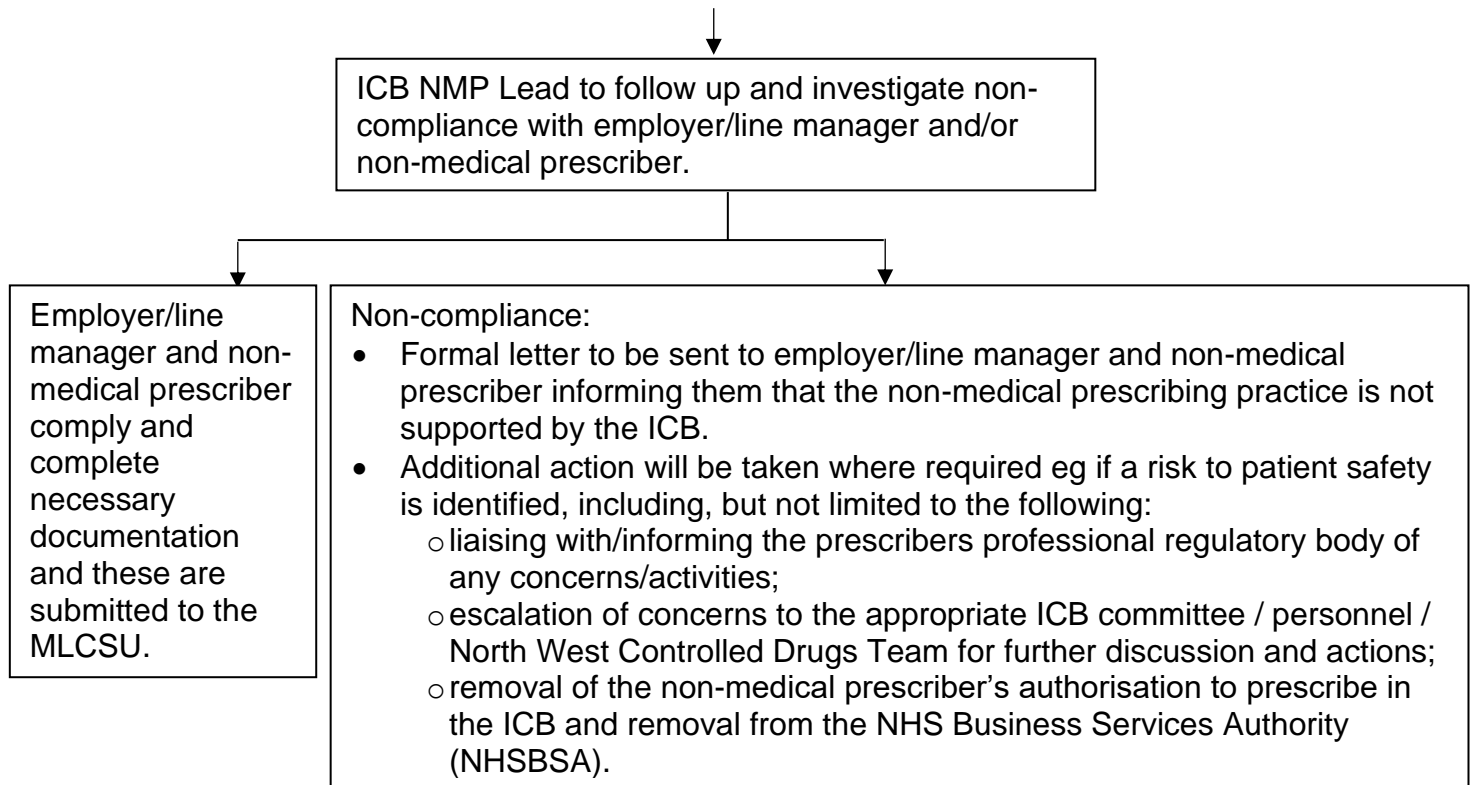 ICB NMP Lead to follow up and investigate non-
compliance with employer/line manager and/or
non-medical prescriber.
Employer/line
manager and non-
medical prescriber
comply and
complete
necessary
documentation
and these are
submitted to the
MLCSU.
Non-compliance:
• Formal letter to be sent to employer/line manager and non-medical
prescriber informing them that the non-medical prescribing practice is not
supported by the ICB.
• Additional action will be taken where required eg if a risk to patient safety
is identified, including, but not limited to the following:
o liaising with/informing the prescribers professional regulatory body of
any concerns/activities;
o escalation of concerns to the appropriate ICB committee / personnel /
North West Controlled Drugs Team for further discussion and actions;
o removal of the non-medical prescriber’s authorisation to prescribe in
the ICB and removal from the NHS Business Services Authority
(NHSBSA).